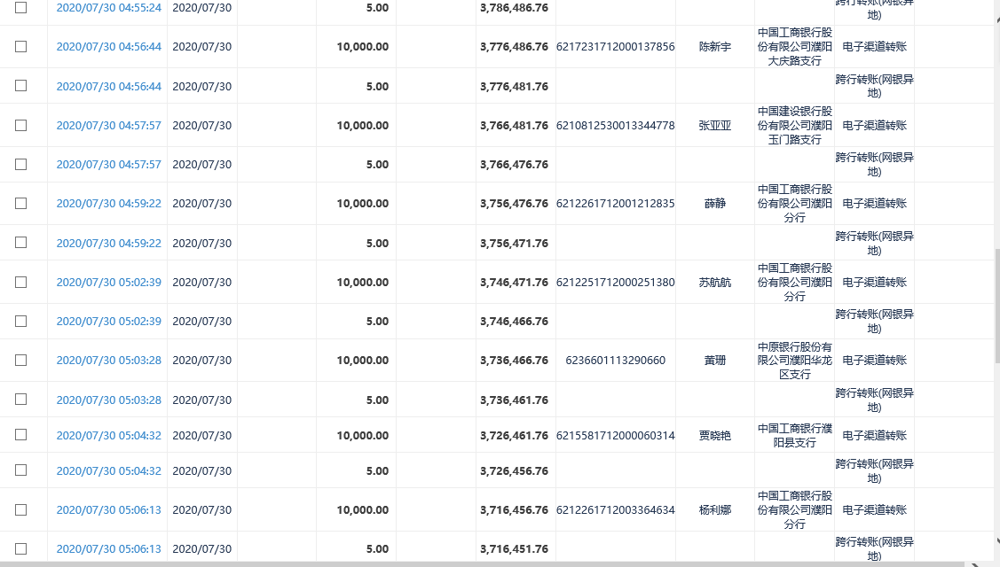 2020/07/30 04:55:24 2020/07/30 5.00 3,786,486.76 跨行转账(网银异
地)
2020/07/30 04:56:44 2020/07/30 10,000.00 3,776,486.76 6217231712000137856 陈新宇 中国工商银行股 电子渠道转账
份有限公司濮阳
大庆路支行
2020/07/30 04:56:44 2020/07/30 5.00 3,776,481.76 跨行转账(网银异
地)
2020/07/30 04:57:57 2020/07/30 10,000.00 3,766,481.76 6210812530013344778 张亚亚 中国建设银行股 电子渠道转账
份有限公司濮阳
玉门路支行
2020/07/30 04:57:57 2020/07/30 5.00 3,766,476.76 跨行转账(网银异
地)
2020/07/30 04:59:22 2020/07/30 10,000.00 3,756,476.76 6212261712001212835 薛静 中国工商银行股 电子渠道转账
份有限公司濮阳
分行
2020/07/30 04:59:22 2020/07/30 5.00 3,756,471.76 跨行转账(网银异
地)
2020/07/30 05:02:39 2020/07/30 10,000.00 3,746,471.76 6212251712000251380 苏航航 中国工商银行股 电子渠道转账
份有限公司濮阳
分行
2020/07/30 05:02:39 2020/07/30 5.00 3,746,466.76 跨行转账(网银异
地)
2020/07/30 05:03:28 2020/07/30 10,000.00 3,736,466.76 6236601113290660 黄珊 中原银行股份有 电子渠道转账
限公司濮阳华龙
区支行
2020/07/30 05:03:28 2020/07/30 5.00 3,736,461.76 跨行转账(网银异
地)
2020/07/30 05:04:32 2020/07/30 10,000.00 3,726,461.76 6215581712000060314 贾晓艳 中国工商银行濮 电子渠道转账
阳县支行
2020/07/30 05:04:32 2020/07/30 5.00 3,726,456.76 跨行转账(网银异
地)
2020/07/30 05:06:13 2020/07/30 10,000.00 3,716,456.76 6212261712003364634 杨利娜 中国工商银行股 电子渠道转账
份有限公司濮阳
分行
2020/07/30 05:06:13 2020/07/30 5.00 3,716,451.76 跨行转账(网银异
地)